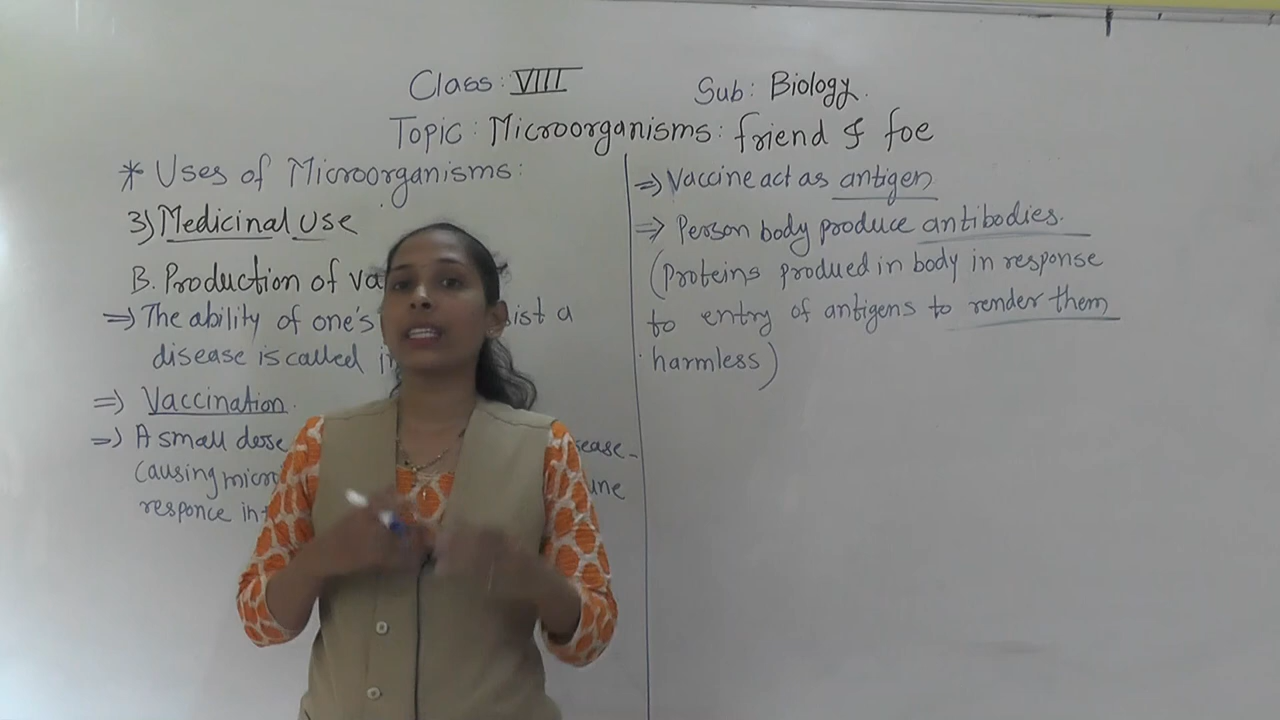 Class: VIII Sub: Biology.
Topic: Microorganisms: friend & foe
* Uses of Microorganisms:
3) Medicinal Use
B. Production of va
=> The ability of one's ist a
disease is called
=> Vaccination.
=> A small dose ease-
Causing micro une
responce in
=> Vaccine act as antigen
=> Person body produce antibodies.
(Proteins produed in body in response
to entry of antigens to render them
harmless)